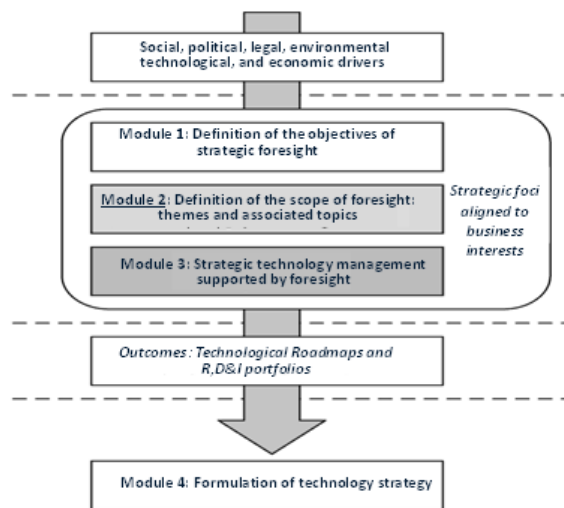 Social, political, legal, environmental
technological, and economic drivers
Module 1: Definition of the objectives of
strategic foresight
Module 2: Definition of the scope of foresight:
themes and associated topics
Module 3: Strategic technology management
supported by foresight
Strategic foci
aligned to
business
interests
Outcomes: Technological Roadmaps and
R,D&I portfolios
Module 4: Formulation of technology strategy